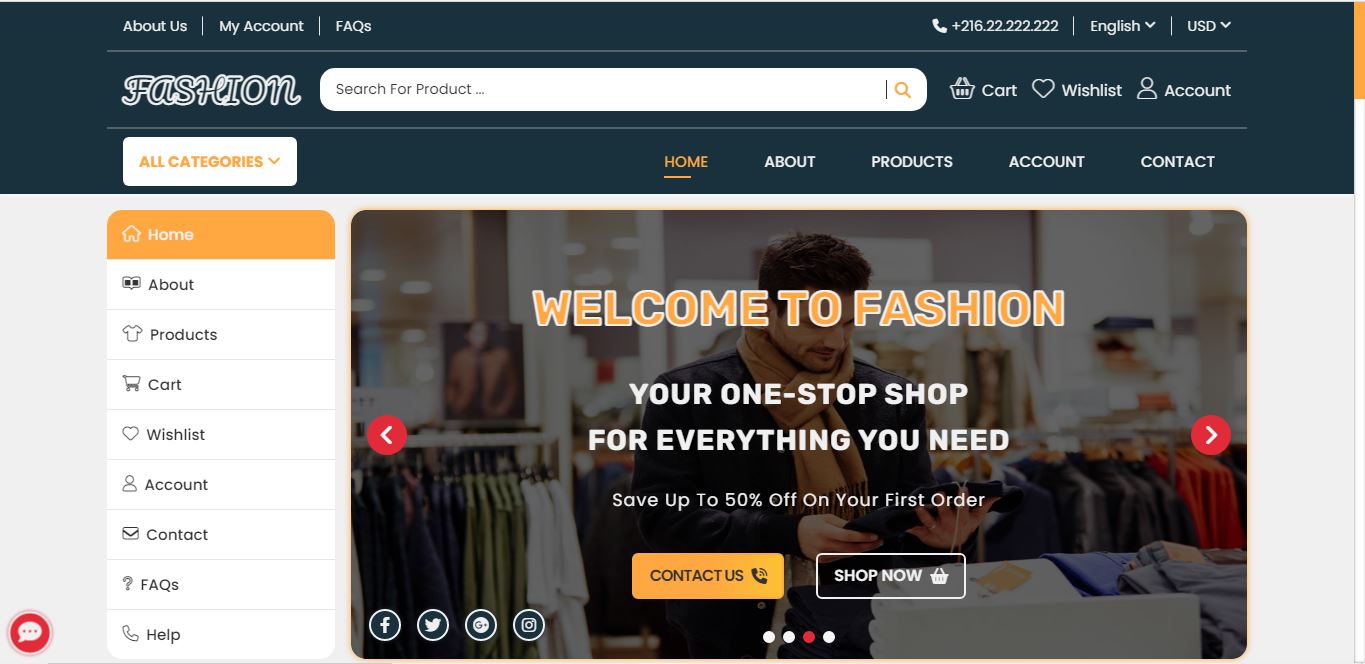 About Us
My Account
FAQs
+216.22.222.222
English
USD
FASHION
Search For Product ...
Cart
Wishlist
Account
ALL CATEGORIES
HOME
ABOUT
PRODUCTS
ACCOUNT
CONTACT
Home
About
Products
Cart
Wishlist
Account
Contact
FAQs
Help
WELCOME TO FASHION
YOUR ONE-STOP SHOP
FOR EVERYTHING YOU NEED
Save Up To 50% Off On Your First Order
CONTACT US
SHOP NOW